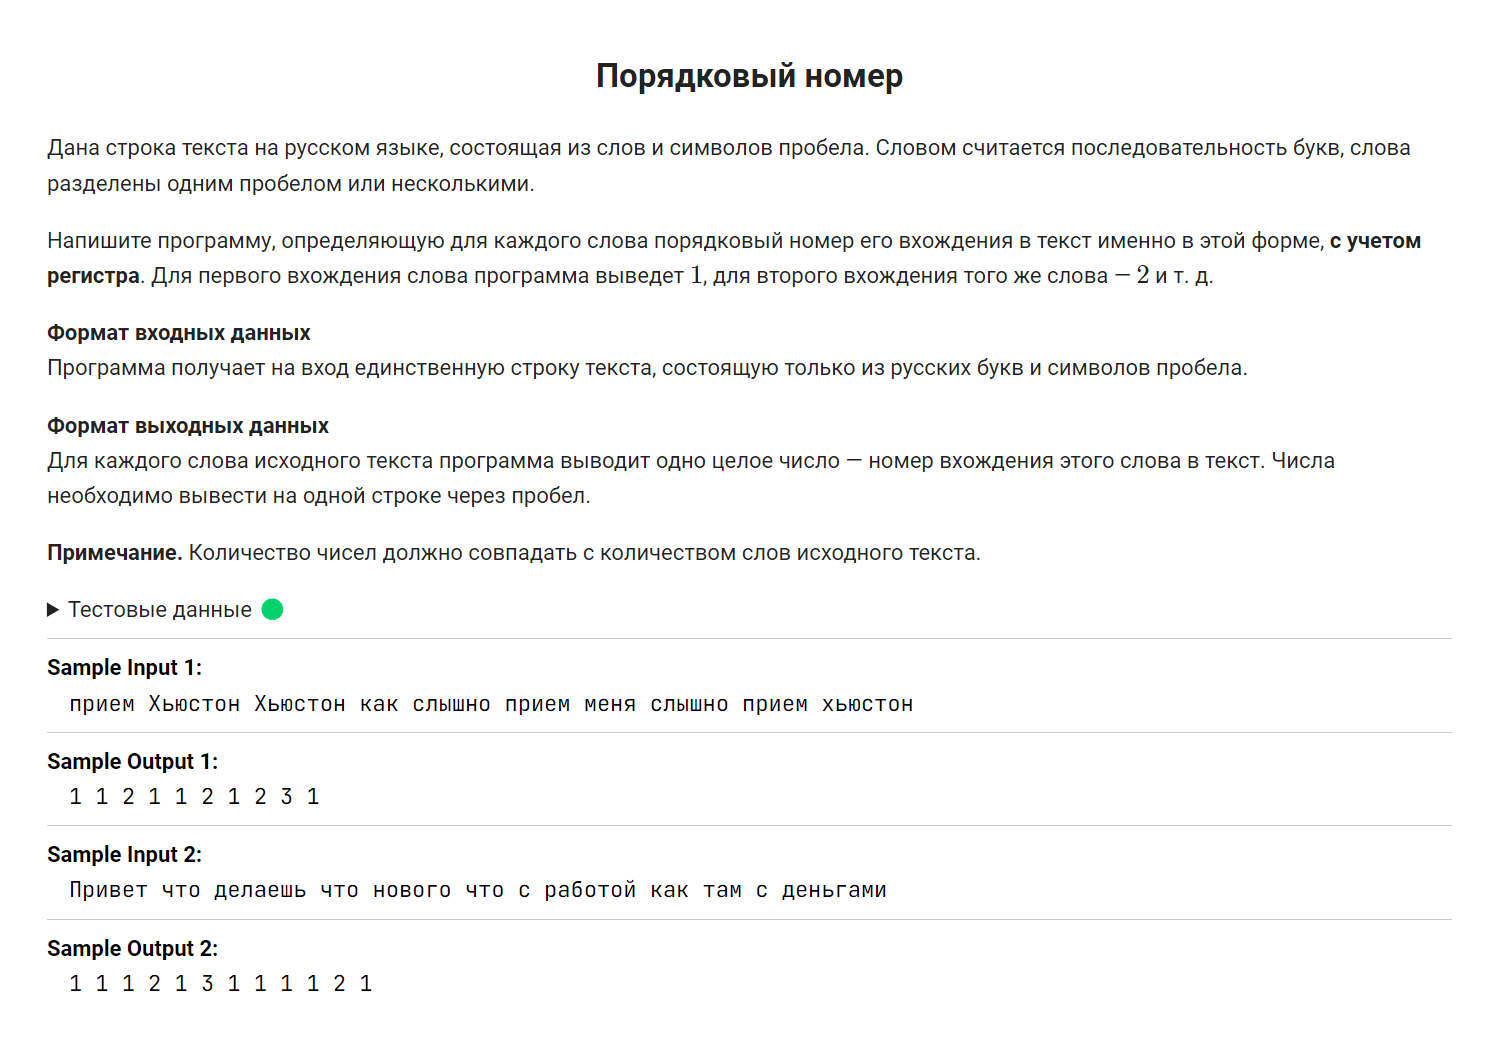 Порядковый номер
Дана строка текста на русском языке, состоящая из слов и символов пробела. Словом считается последовательность букв, слова
разделены одним пробелом или несколькими.
Напишите программу, определяющую для каждого слова порядковый номер его вхождения в текст именно в этой форме, с учетом
регистра. Для первого вхождения слова программа выведет 1, для второго вхождения того же слова − 2 и т. д.
Формат входных данных
Программа получает на вход единственную строку текста, состоящую только из русских букв и символов пробела.
Формат выходных данных
Для каждого слова исходного текста программа выводит одно целое число — номер вхождения этого слова в текст. Числа
необходимо вывести на одной строке через пробел.
Примечание. Количество чисел должно совпадать с количеством слов исходного текста.
Тестовые данные
Sample Input 1:
прием Хьюстон Хьюстон как слышно прием меня слышно прием хьюстон
Sample Output 1:
1 1 2 1 1 2 1 2 3 1
Sample Input 2:
Привет что делаешь что нового что с работой как там с деньгами
Sample Output 2:
1 1 1 2 1 3 1 1 1 1 2 1